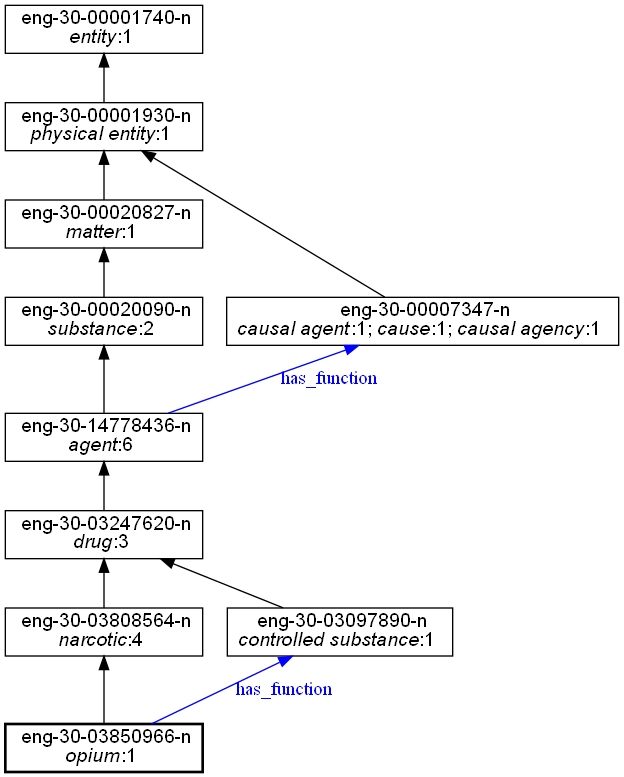 eng-30-00001740-n
entity:1
eng-30-00001930-n
physical entity:1
eng-30-00020827-n
matter:1
eng-30-00020090-n
substance:2
eng-30-00007347-n
causal agent:1; cause:1; causal agency:1
has_function
eng-30-14778436-n
agent:6
eng-30-03247620-n
drug:3
eng-30-03808564-n
narcotic:4
eng-30-03097890-n
controlled substance:1
has_function
eng-30-03850966-n
opium:1